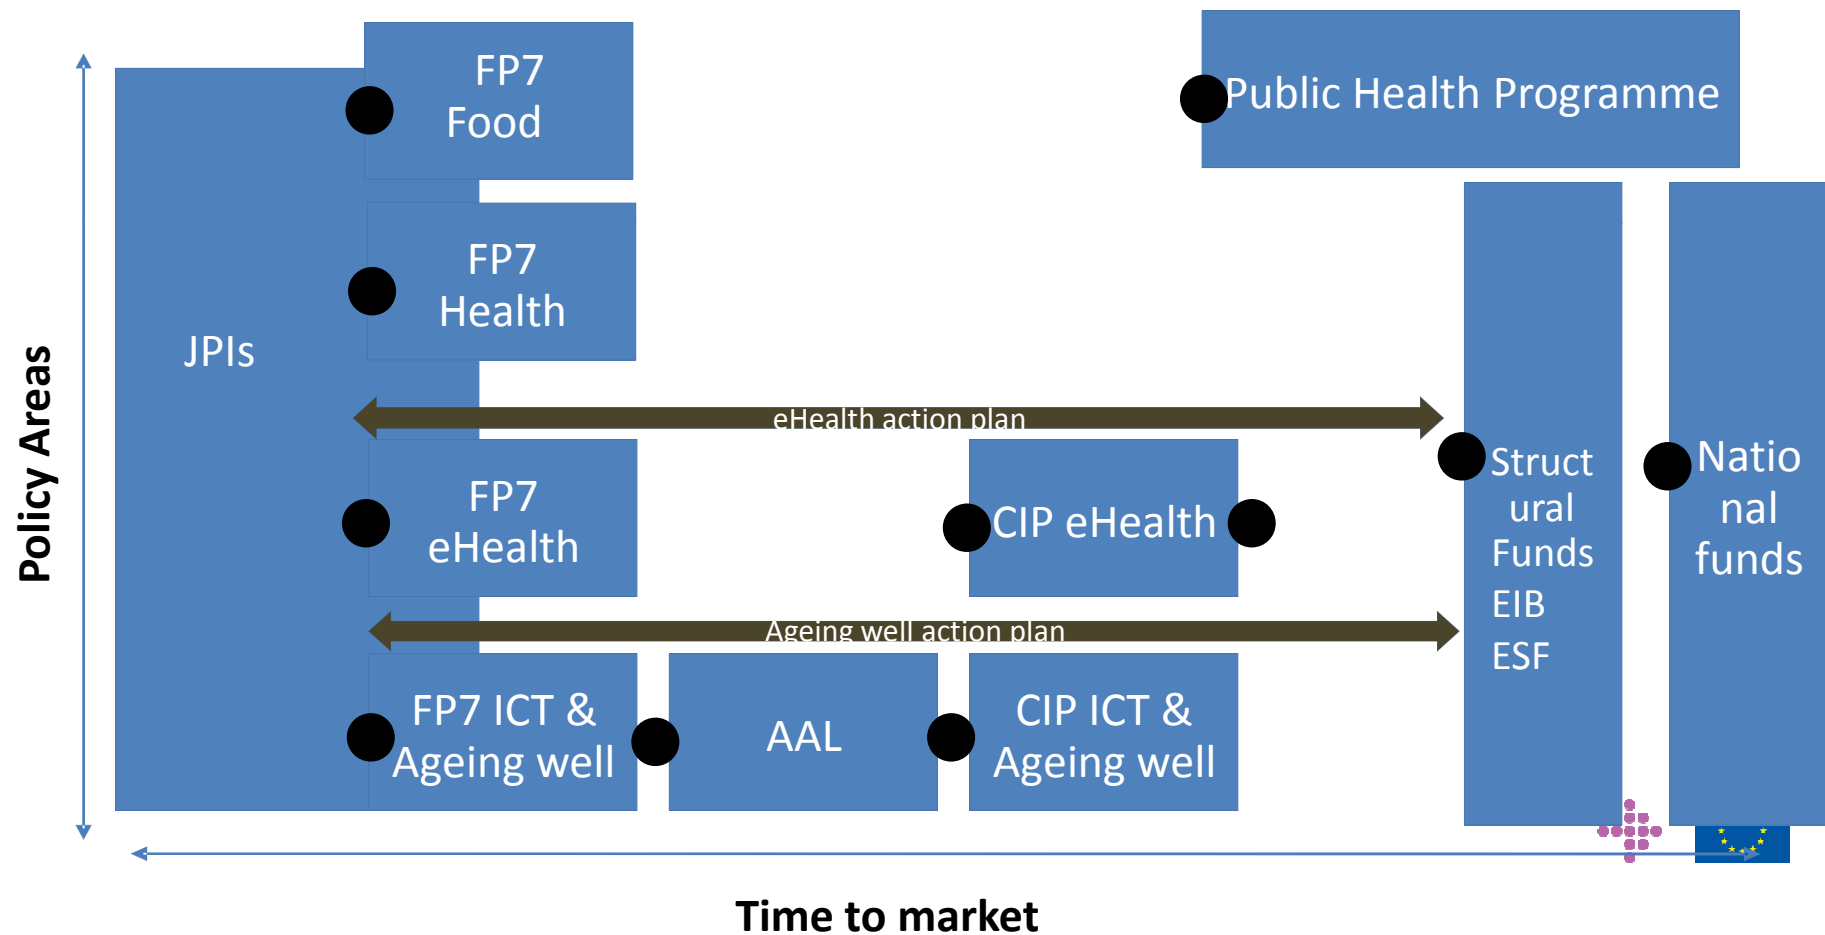 FP7
Food
Public Health Programme
FP7
Health
JPIs
Policy Areas
eHealth action plan
FP7
eHealth
CIP eHealth
Struct
ural
Funds
EIB
ESF
Natio
nal
funds
Ageing well action plan
FP7 ICT &
Ageing well
AAL
CIP ICT &
Ageing well
Time to market